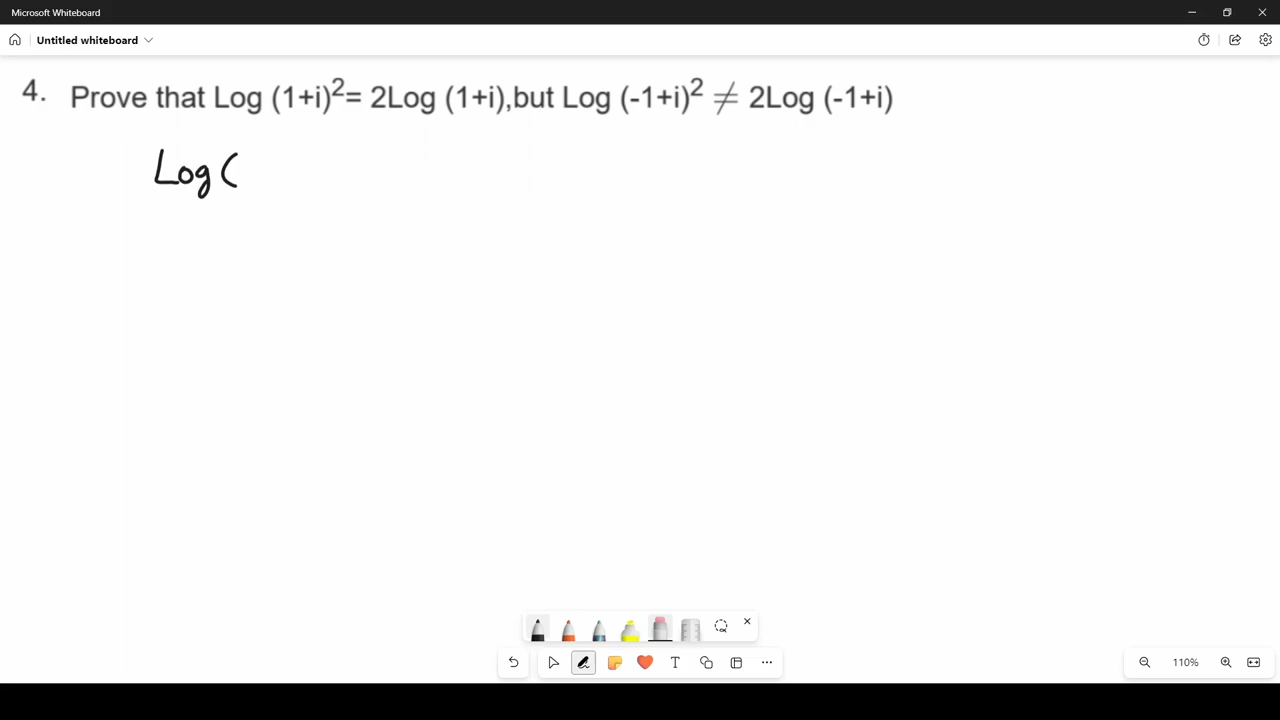 Microsoft Whiteboard
Untitled whiteboard
4. Prove that Log (1+i)²= 2Log (1+i),but Log (-1+i)² ≠ 2Log (-1+i)
Log (
110%